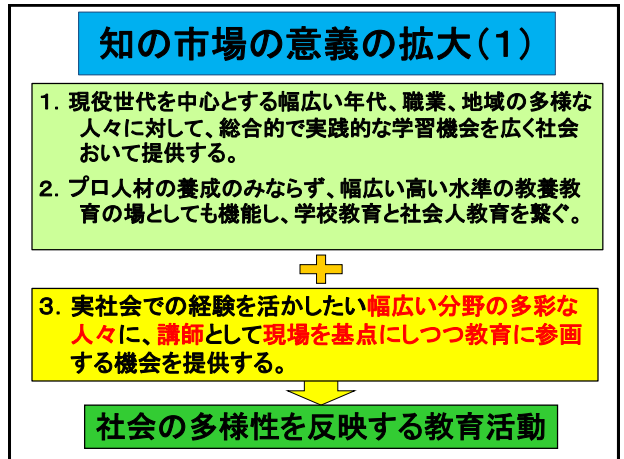 知の市場の意義の拡大(1)
1. 現役世代を中心とする幅広い年代、職業、地域の多様な
人々に対して、総合的で実践的な学習機会を広く社会
おいて提供する。
2. プロ人材の養成のみならず、幅広い高い水準の教養教
育の場としても機能し、学校教育と社会人教育を繋ぐ。
3. 実社会での経験を活かしたい幅広い分野の多彩な
人々に、講師として現場を基点にしつつ教育に参画
する機会を提供する。
社会の多様性を反映する教育活動